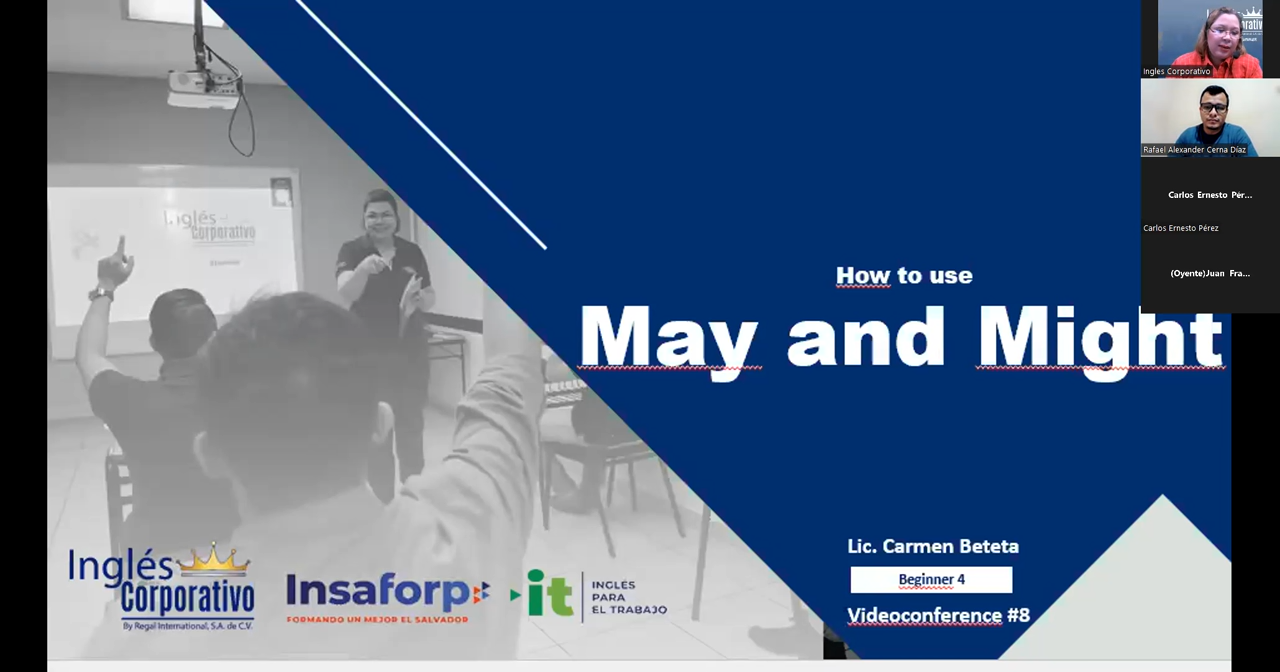 How to use
May and Might
Lic. Carmen Beteta
Beginner 4
Videoconference #8
Inglés
Corporativo
By Regal International, S.A. de C.V.
Insaforp
FORMANDO UN MEJOR EL SALVADOR
it
INGLÉS
PARA
EL TRABAJO
Inglés
Corporativo
Ingles Corporativo
Rafael Alexander Cerna Díaz
Carlos Ernesto Pér...
Carlos Ernesto Pérez
(Oyente)Juan Fra...